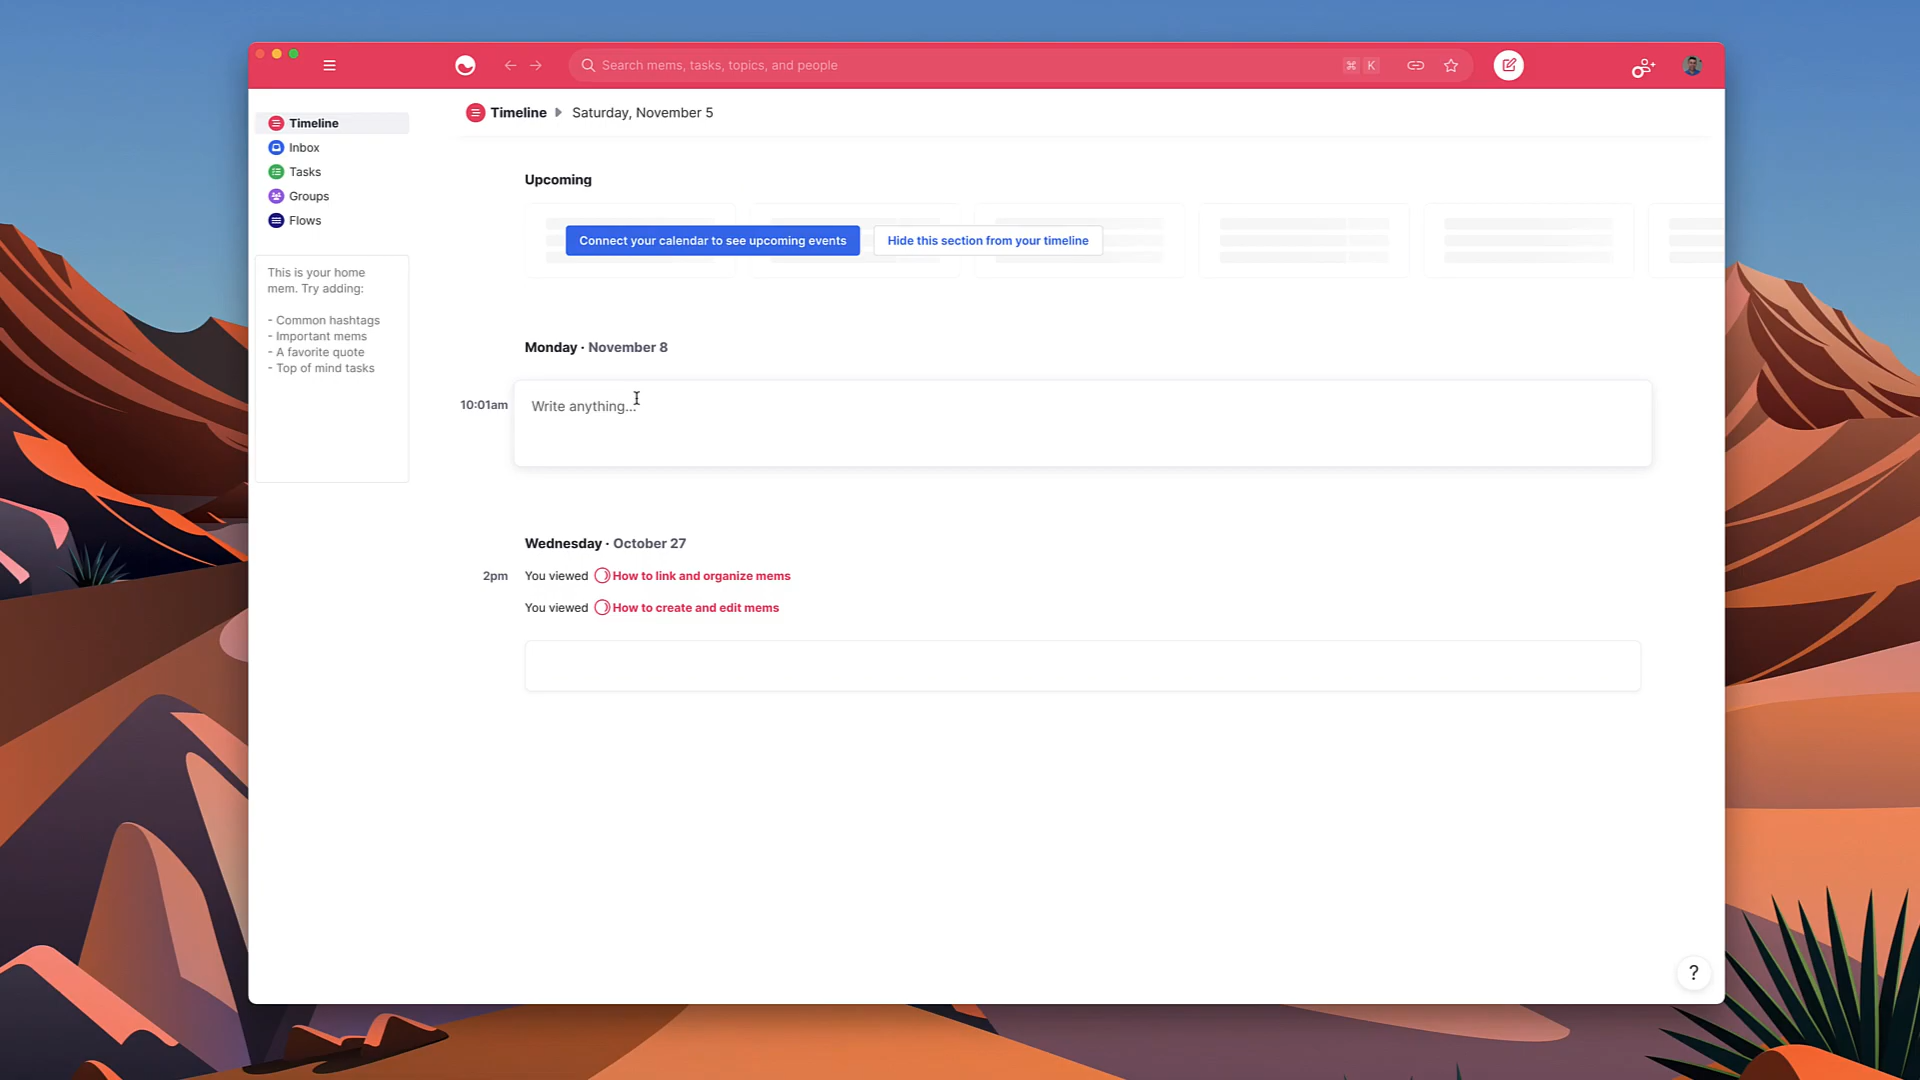 Search mems, tasks, topics, and people
⌘ K
Timeline
Inbox
Tasks
Groups
Flows
This is your home
mem. Try adding:
- Common hashtags
- Important mems
- A favorite quote
- Top of mind tasks
Timeline Saturday, November 5
Upcoming
Connect your calendar to see upcoming events
Hide this section from your timeline
Monday · November 8
10:01am
Write anything...
Wednesday · October 27
2pm You viewed How to link and organize mems
You viewed How to create and edit mems
?